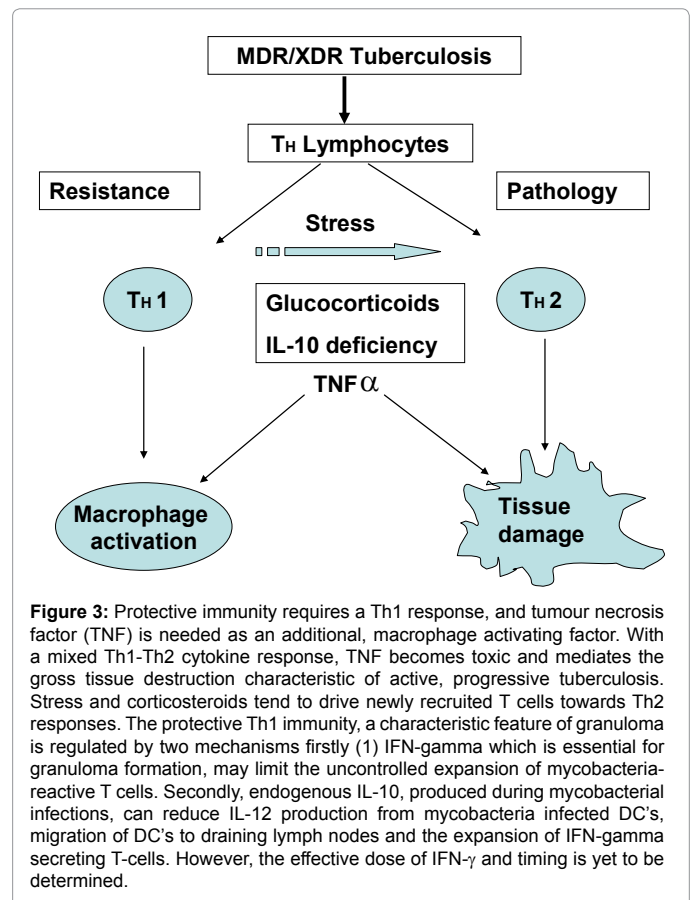 MDR/XDR Tuberculosis
TH Lymphocytes
Resistance
Pathology
Stress
TH 1
TH 2
Glucocorticoids
IL-10 deficiency
TNF α
Macrophage
activation
Tissue
damage
Figure 3: Protective immunity requires a Th1 response, and tumour necrosis
factor (TNF) is needed as an additional, macrophage activating factor. With
a mixed Th1-Th2 cytokine response, TNF becomes toxic and mediates the
gross tissue destruction characteristic of active, progressive tuberculosis.
Stress and corticosteroids tend to drive newly recruited T cells towards Th2
responses. The protective Th1 immunity, a characteristic feature of granuloma
is regulated by two mechanisms firstly (1) IFN-gamma which is essential for
granuloma formation, may limit the uncontrolled expansion of mycobacteria-
reactive T cells. Secondly, endogenous IL-10, produced during mycobacterial
infections, can reduce IL-12 production from mycobacteria infected DC's,
migration of DC's to draining lymph nodes and the expansion of IFN-gamma
secreting T-cells. However, the effective dose of IFN-γ and timing is yet to be
determined.